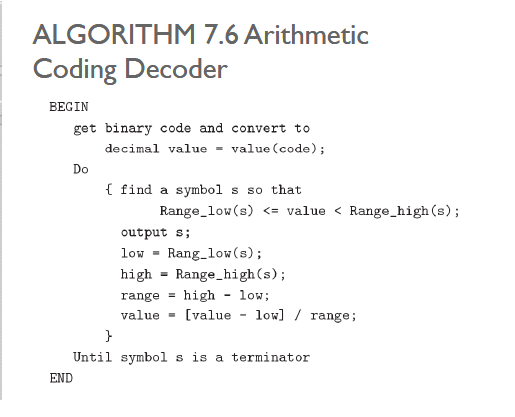 ALGORITHM 7.6 Arithmetic
Coding Decoder
BEGIN
get binary code and convert to
decimal value = value(code);
Do
{ find a symbol s so that
Range_low(s) <= value < Range_high(s);
output s;
low = Rang_low(s);
high = Range_high(s);
range = high - low;
value = [value - low] / range;
}
Until symbol s is a terminator
END